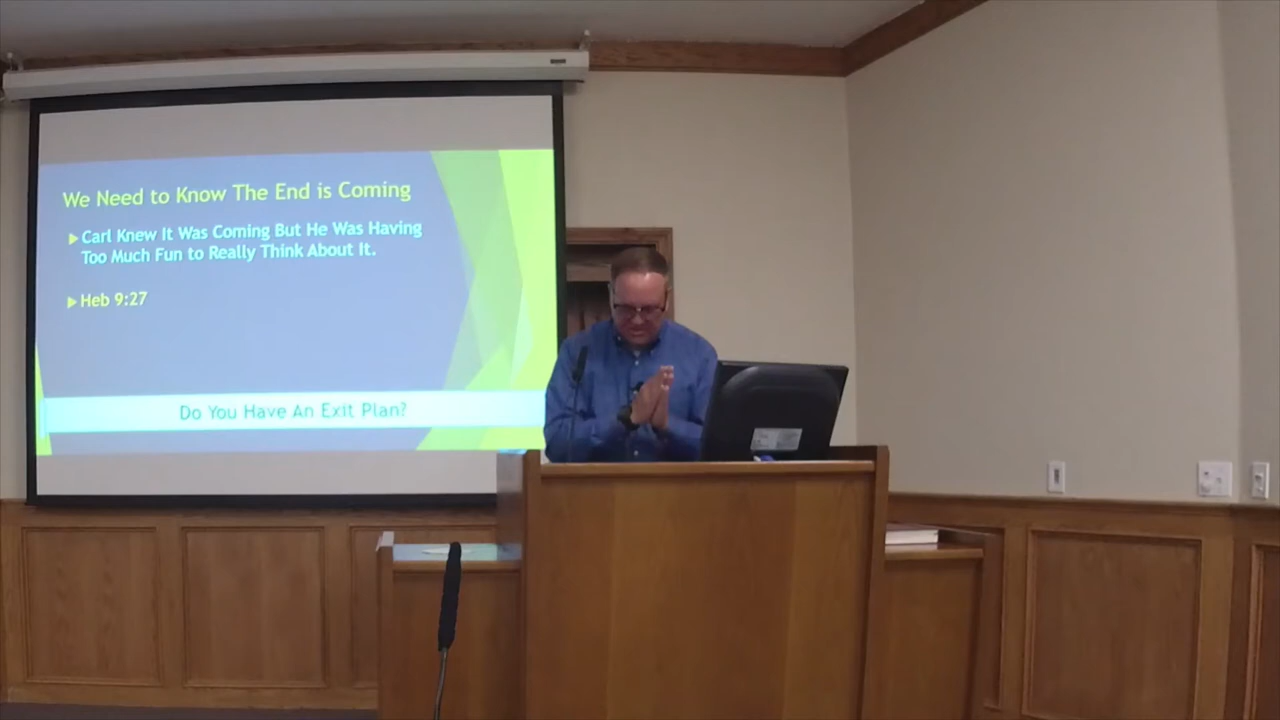 We Need to Know The End is Coming
Carl Knew It Was Coming But He Was Having
Too Much Fun to Really Think About It.
Heb 9:27
Do You Have An Exit Plan?